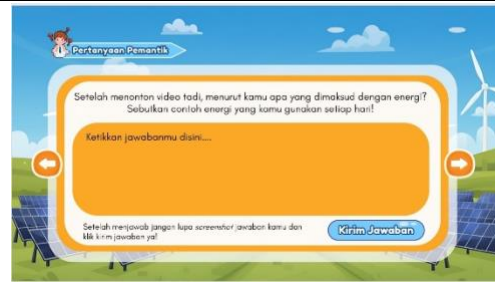 Pertanyaan Pemantik
Setelah menonton video tadi, menurut kamu apa yang dimaksud dengan energi?
Sebutkan contoh energi yang kamu gunakan setiap hari!
Ketikkan jawabanmu disini....
Setelah menjawab jangan lupa screenshot jawaban kamu dan
klik kirim jawaban ya!
Kirim Jawaban